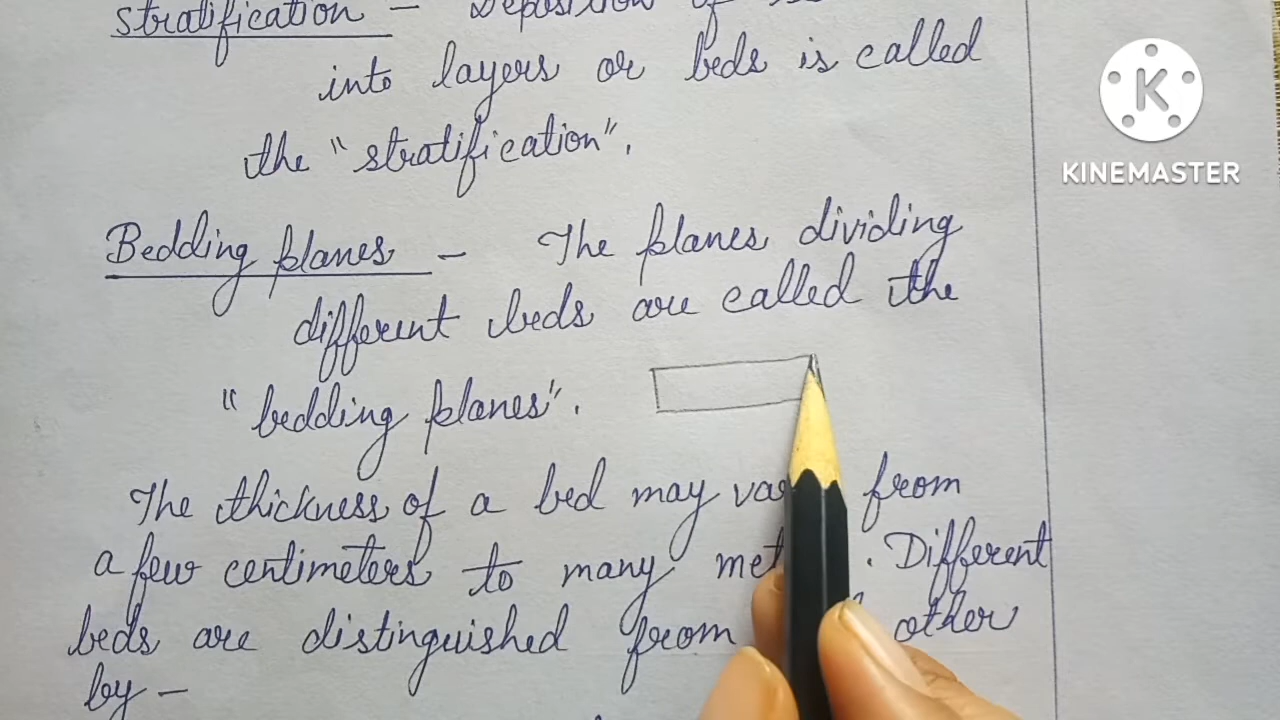 stratification - Deposition of
into layers or beds is called
the "stratification".
Bedding planes - The planes dividing
different beds are called the
"bedding planes".
The thickness of a bed may from
a few centimeters to many . Different
beds are distinguished from other
by -
K
KINEMASTER